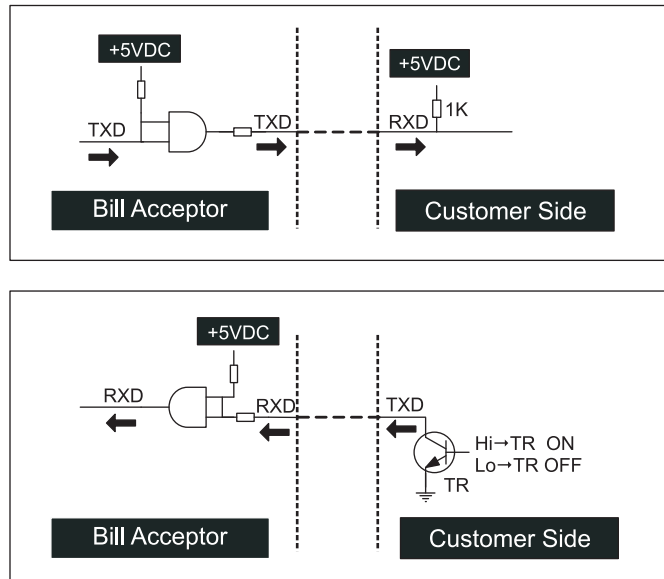 +5VDC
+5VDC
1K
TXD
TXD
RXD
Bill Acceptor
Customer Side
+5VDC
RXD
RXD
TXD
Hi→TR ON
Lo→TR OFF
TR
Bill Acceptor
Customer Side